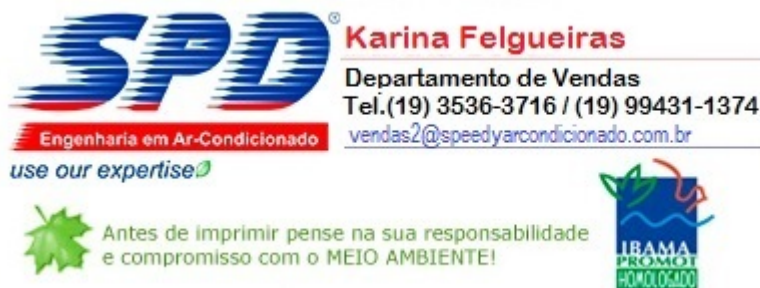 SPD®
Engenharia em Ar-Condicionado
use our expertise
Karina Felgueiras
Departamento de Vendas
Tel.(19) 3536-3716 / (19) 99431-1374
vendas2@speedyarcondicionado.com.br
Antes de imprimir pense na sua responsabilidade
e compromisso com o MEIO AMBIENTE!
IBAMA
PROMOT
HOMOLOGADO